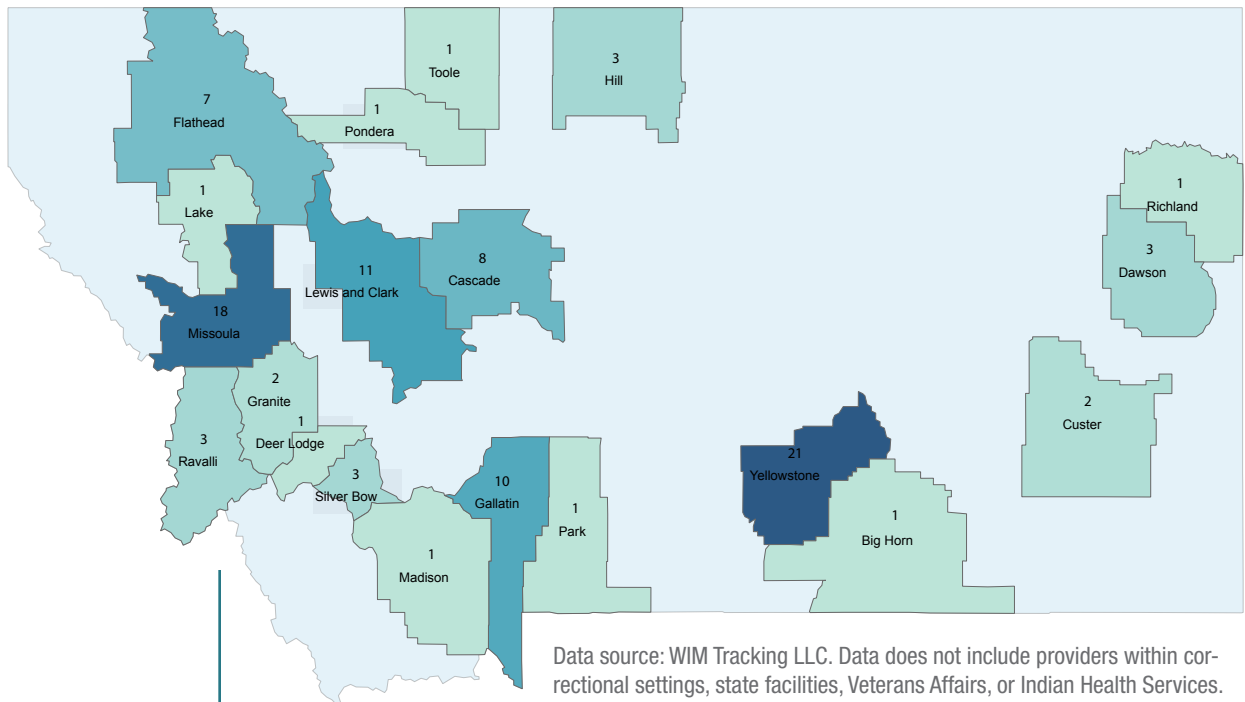 1
Toole
3
Hill
7
Flathead
1
Pondera
1
Lake
1
Richland
3
Dawson
11
Lewis and Clark
8
Cascade
18
Missoula
2
Granite
1
Deer Lodge
3
Ravalli
3
Silver Bow
10
Gallatin
1
Park
1
Madison
21
Yellowstone
1
Big Horn
2
Custer
Data source: WIM Tracking LLC. Data does not include providers within cor-
rectional settings, state facilities, Veterans Affairs, or Indian Health Services.